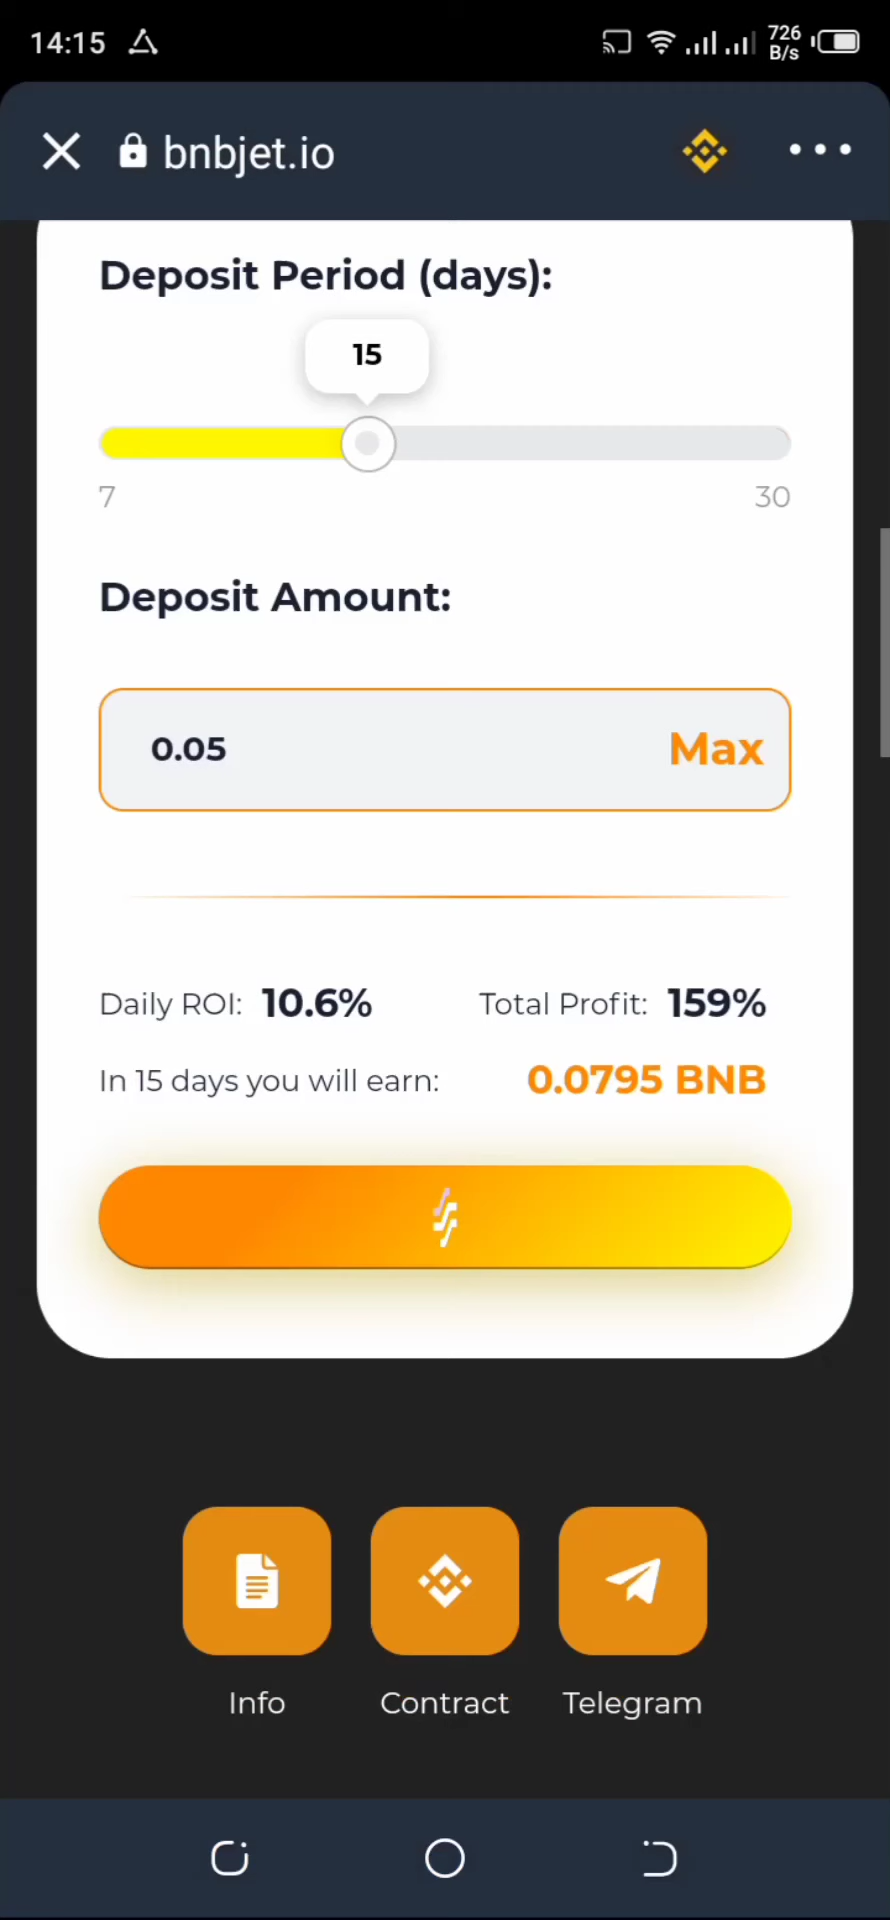 14:15
726
B/s
bnbjet.io
Deposit Period (days):
15
7 30
Deposit Amount:
0.05 Max
Daily ROI: 10.6% Total Profit: 159%
In 15 days you will earn: 0.0795 BNB
Info Contract Telegram